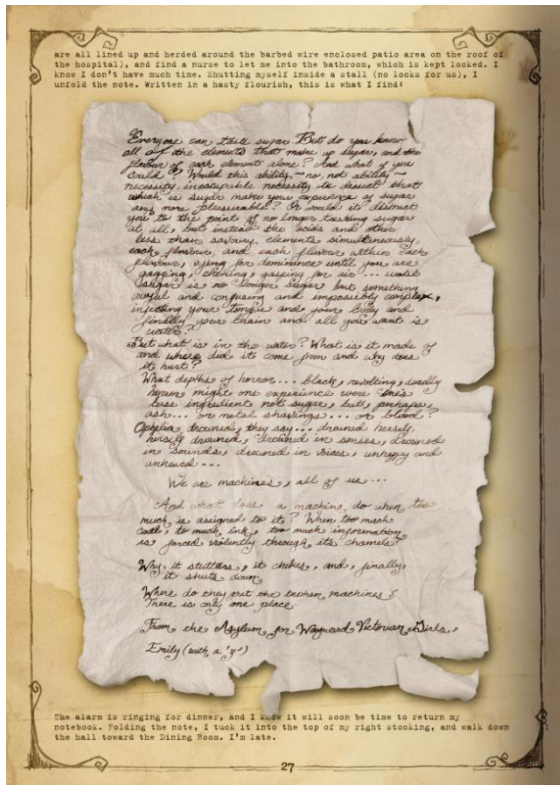 are all lined up and herded around the barbed wire enclosed patio area on the roof of
the hospital), and find a nurse to let me into the bathroom, which is kept locked. I
know I don't have much time. Shutting myself inside a stall (no locks for us), I
unfold the note. Written in a hasty flourish, this is what I find:
Everyone can taste sugar. But do you know
all of the elements that make up sugar, and the
flavour of each element alone? And what if you
could? Would this ability, — no, not ability —
necessity, inescapable necessity to dissect that
which is sugar make your experience of sugar
any more pleasurable? Or would it distract
you to the point of no longer tasting sugar
at all, but instead the acids and other
less than savoury elements simultaneously,
each flavour, and each flavour within each
flavour, vying for dominance until you are
gagging, choking, gasping for air... until
sugar is no longer sugar but something
awful and confusing and impossibly complex,
infecting your tongue and your body and
finally your brain and all you want is
water?
But what is in the water? What is it made of
and where did it come from and why does
it hurt?
What depths of horror... black, revolting, deadly
horror might one experience were one's
less ingredient not sugar, but, perhaps,
ash... or metal shavings... or blood?
Ophelia drowned, they say... drowned herself,
herself drowned, drowned in senses, drowned
in sounds, drowned in voices, unhappy and
unheard...
We are machines, all of us...
And what does a machine do when too
much is assigned to it? When too much
coal, to much ink, too much information
is forced violently through its channels?
Why, it stutters, it chokes, and, finally,
it shuts down.
Where do they put the broken machines?
There is only one place.
From the Asylum for Wayward Victorian Girls,
Emily (with a 'y')
The alarm is ringing for dinner, and I know it will soon be time to return my
notebook. Folding the note, I tuck it into the top of my right stocking, and walk down
the hall toward the Dining Room. I'm late.
27